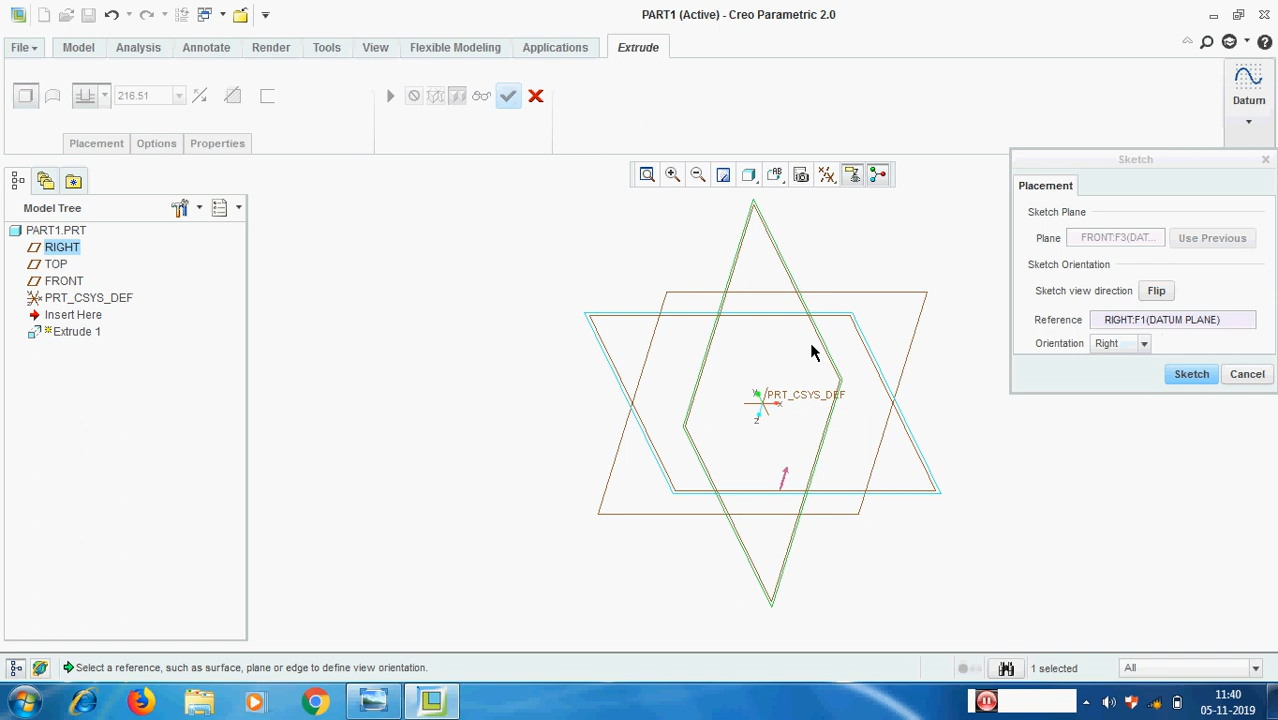 PART1 (Active) - Creo Parametric 2.0
File Model Analysis Annotate Render Tools View Flexible Modeling Applications Extrude
216.51
Datum
Placement Options Properties
Sketch
Placement
Sketch Plane
Plane FRONT:F3(DAT... Use Previous
Sketch Orientation
Sketch view direction Flip
Reference RIGHT:F1(DATUM PLANE)
Orientation Right
Sketch Cancel
Model Tree
PART1.PRT
RIGHT
TOP
FRONT
PRT_CSYS_DEF
Insert Here
Extrude 1
Y PRT_CSYS_DEF
X
Z
Select a reference, such as surface, plane or edge to define view orientation.
1 selected
All
11:40
05-11-2019